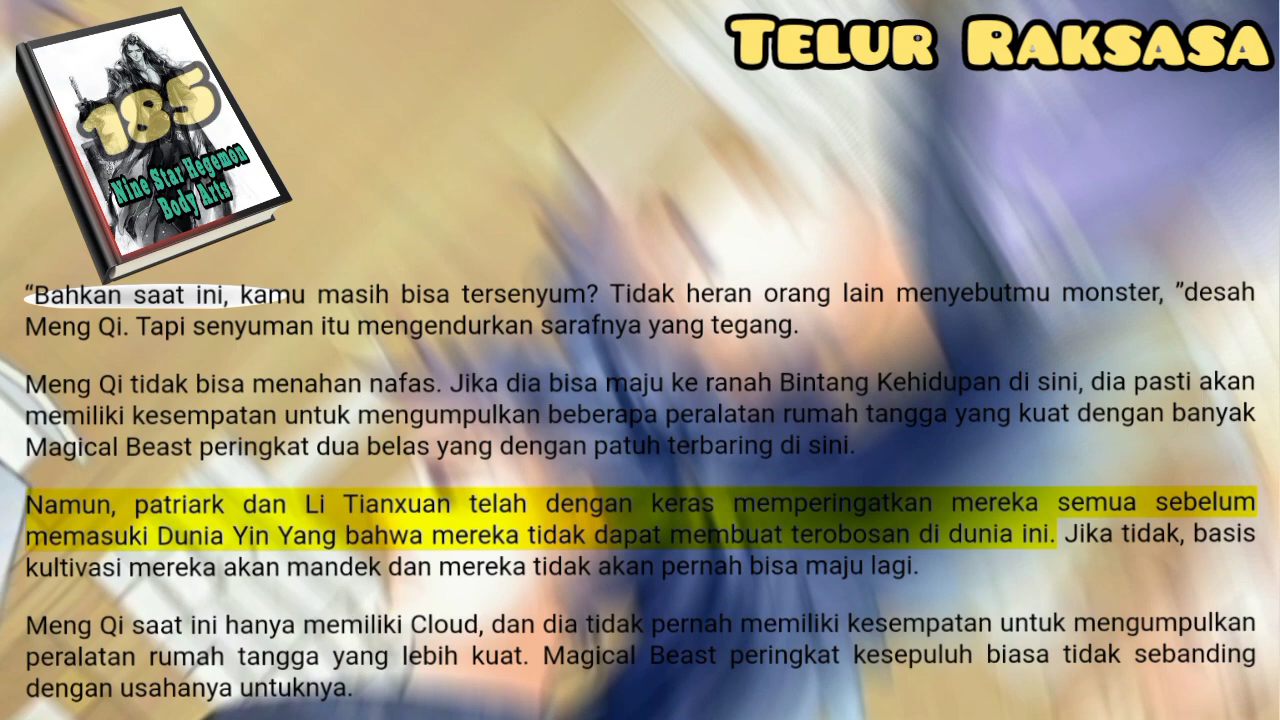 Telur Raksasa
185
Nine Star Hegemon
Body Arts
“Bahkan saat ini, kamu masih bisa tersenyum? Tidak heran orang lain menyebutmu monster, ”desah
Meng Qi. Tapi senyuman itu mengendurkan sarafnya yang tegang.
Meng Qi tidak bisa menahan nafas. Jika dia bisa maju ke ranah Bintang Kehidupan di sini, dia pasti akan
memiliki kesempatan untuk mengumpulkan beberapa peralatan rumah tangga yang kuat dengan banyak
Magical Beast peringkat dua belas yang dengan patuh terbaring di sini.
Namun, patriark dan Li Tianxuan telah dengan keras memperingatkan mereka semua sebelum
memasuki Dunia Yin Yang bahwa mereka tidak dapat membuat terobosan di dunia ini. Jika tidak, basis
kultivasi mereka akan mandek dan mereka tidak akan pernah bisa maju lagi.
Meng Qi saat ini hanya memiliki Cloud, dan dia tidak pernah memiliki kesempatan untuk mengumpulkan
peralatan rumah tangga yang lebih kuat. Magical Beast peringkat kesepuluh biasa tidak sebanding
dengan usahanya untuknya.